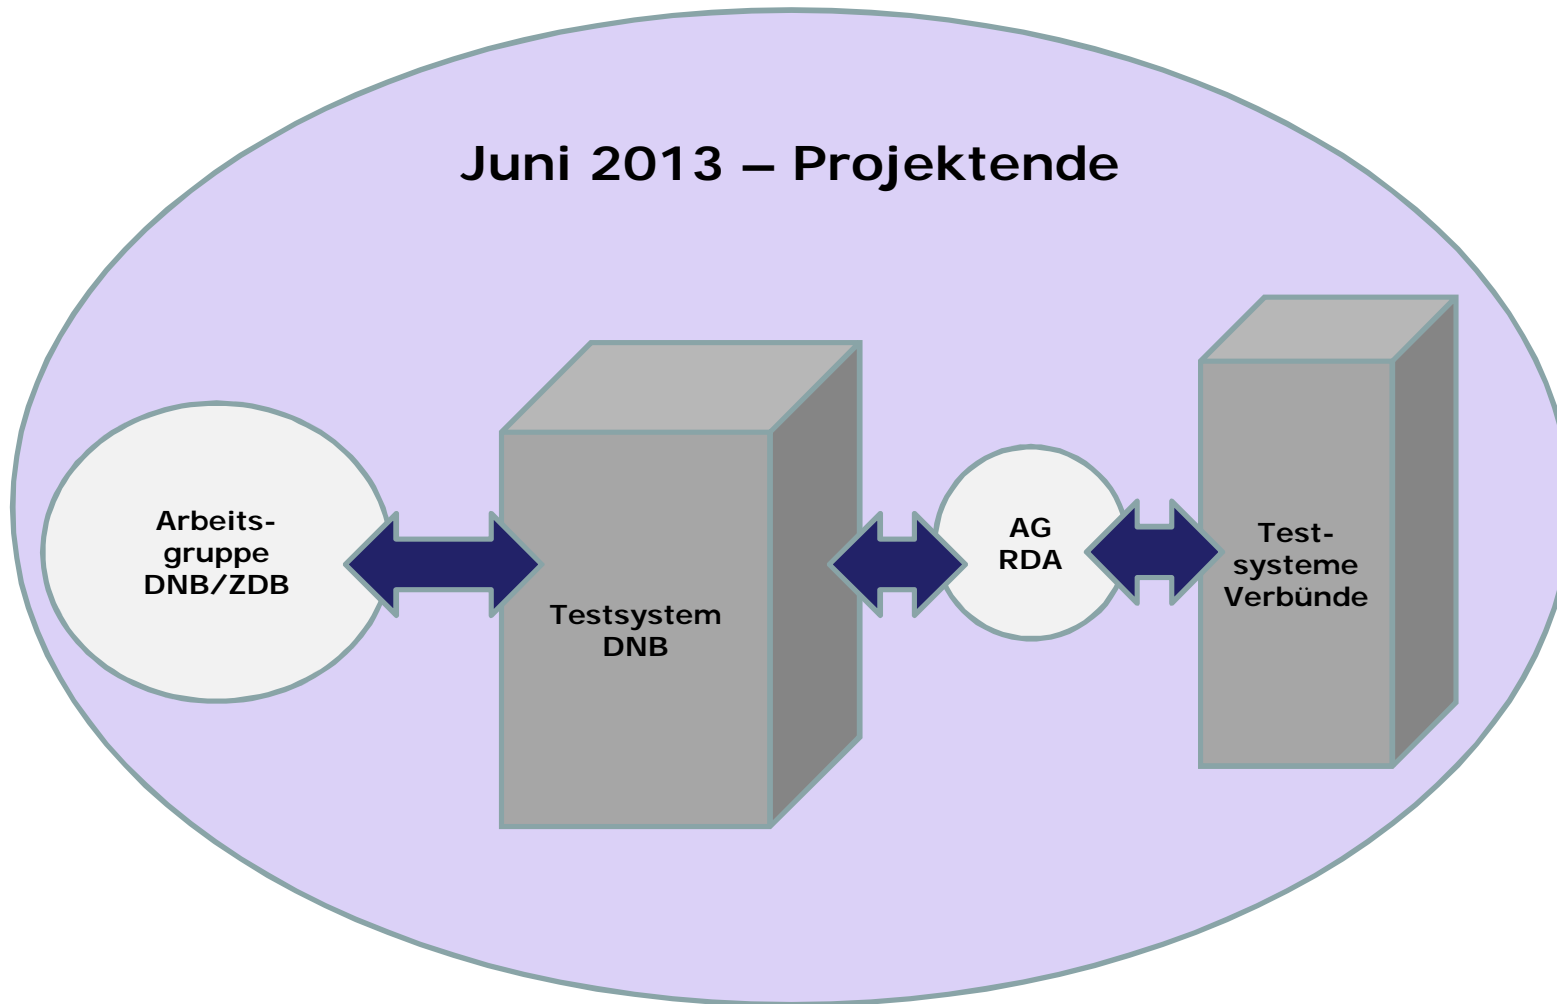 Juni 2013 – Projektende
Arbeits-
gruppe
DNB/ZDB
Testsystem
DNB
AG
RDA
Test-
systeme
Verbünde